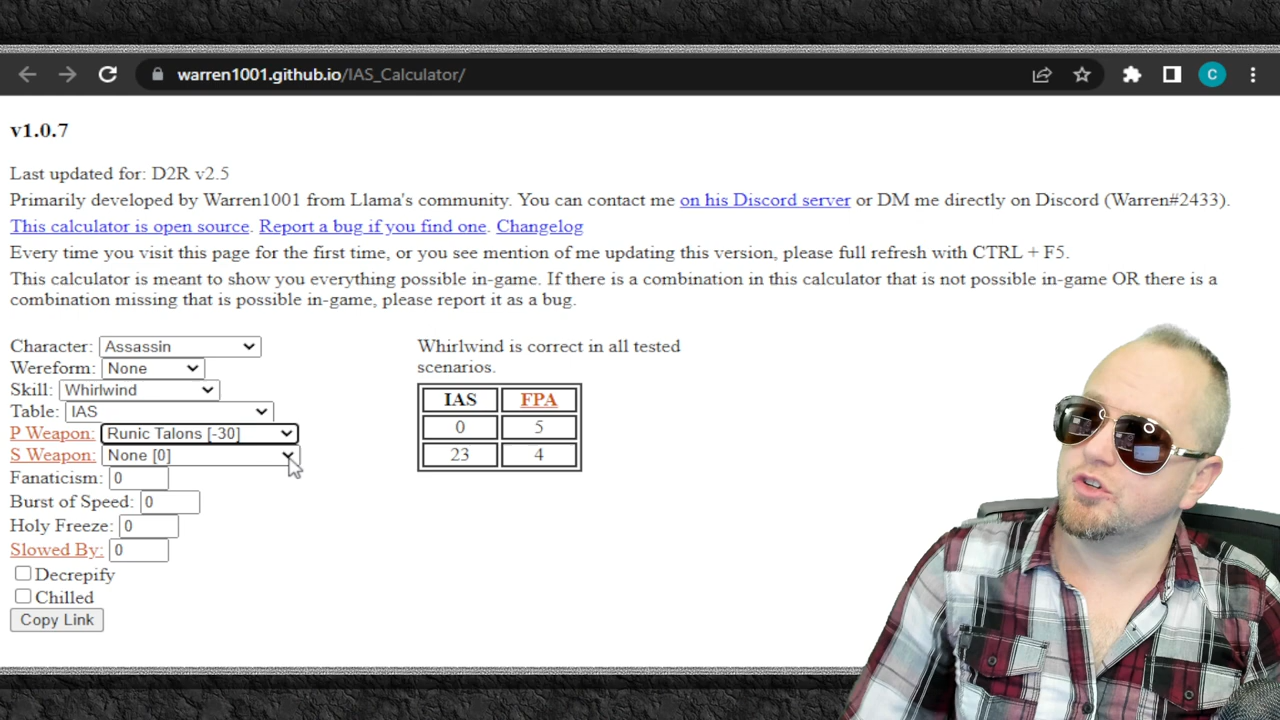 warren1001.github.io/IAS_Calculator/
C
v1.0.7
Last updated for: D2R v2.5
Primarily developed by Warren1001 from Llama's community. You can contact me on his Discord server or DM me directly on Discord (Warren#2433).
This calculator is open source. Report a bug if you find one. Changelog
Every time you visit this page for the first time, or you see mention of me updating this version, please full refresh with CTRL + F5.
This calculator is meant to show you everything possible in-game. If there is a combination in this calculator that is not possible in-game OR there is a
combination missing that is possible in-game, please report it as a bug.
Character: Assassin
Wereform: None
Skill: Whirlwind
Table: IAS
P Weapon: Runic Talons [-30]
S Weapon: None [0]
Fanaticism: 0
Burst of Speed: 0
Holy Freeze: 0
Slowed By: 0
Decrepify
Chilled
Copy Link
Whirlwind is correct in all tested
scenarios.
IAS FPA
0 5
23 4